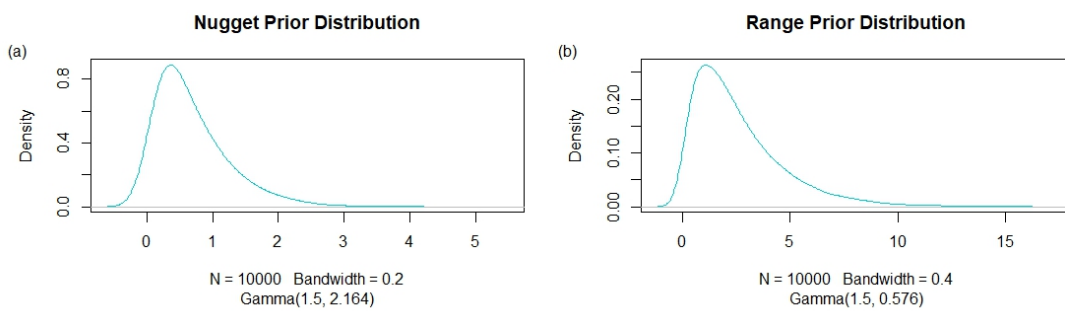 Nugget Prior Distribution
(a)
Density
0.0 0.4 0.8
0 1 2 3 4 5
N = 10000 Bandwidth = 0.2
Gamma(1.5, 2.164)
Range Prior Distribution
(b)
Density
0.00 0.10 0.20
0 5 10 15
N = 10000 Bandwidth = 0.4
Gamma(1.5, 0.576)